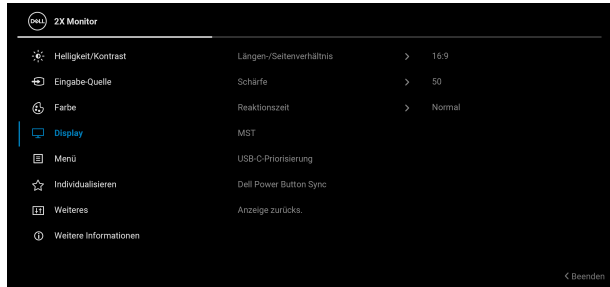 DELL 2X Monitor
Helligkeit/Kontrast Längen-/Seitenverhältnis 16:9
Eingabe-Quelle Schärfe 50
Farbe Reaktionszeit Normal
Display MST
Menü USB-C-Priorisierung
Individualisieren Dell Power Button Sync
Weiteres Anzeige zurücks.
Weitere Informationen
Beenden